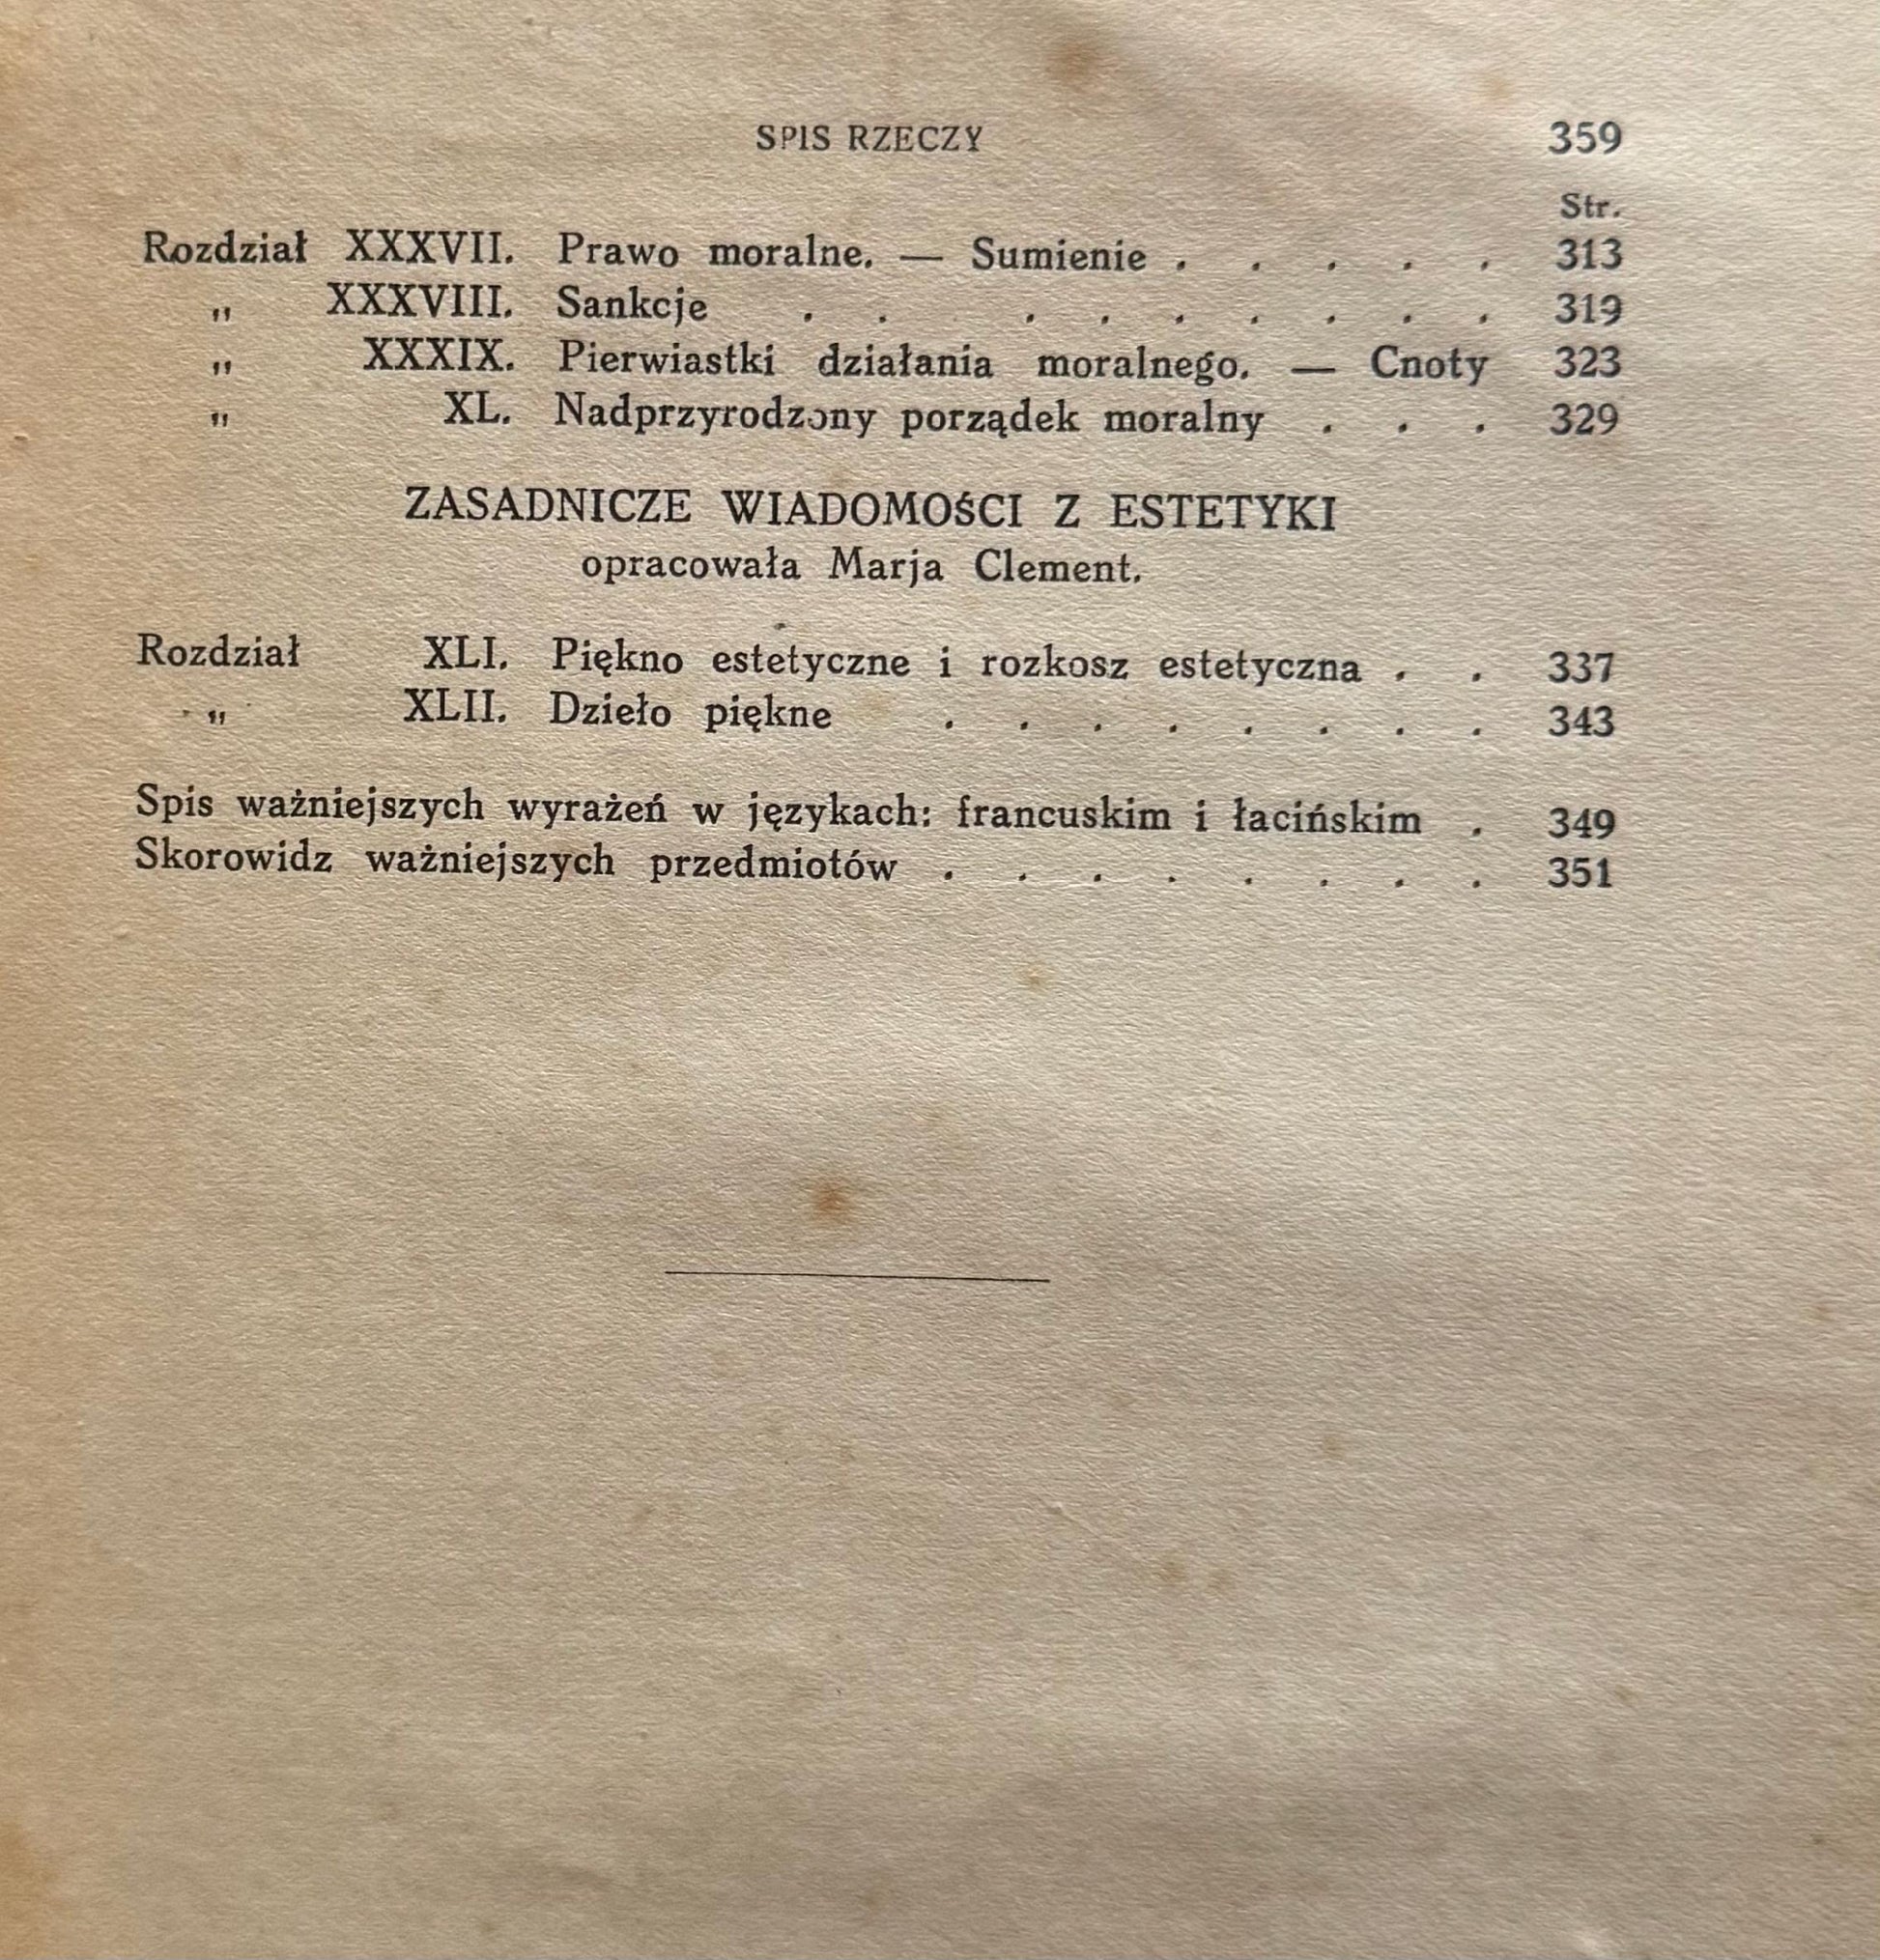 SPIS RZECZY 359
Str.
Rozdział XXXVII. Prawo moralne. — Sumienie . . . . . 313
„ XXXVIII. Sankcje . . . . . . . . . 319
„ XXXIX. Pierwiastki działania moralnego. — Cnoty 323
„ XL. Nadprzyrodzony porządek moralny . . . 329
ZASADNICZE WIADOMOŚCI Z ESTETYKI
opracowała Marja Clement.
Rozdział XLI. Piękno estetyczne i rozkosz estetyczna . . 337
„ XLII. Dzieło piękne . . . . . . . . 343
Spis ważniejszych wyrażeń w językach: francuskim i łacińskim . 349
Skorowidz ważniejszych przedmiotów . . . . . . . . 351